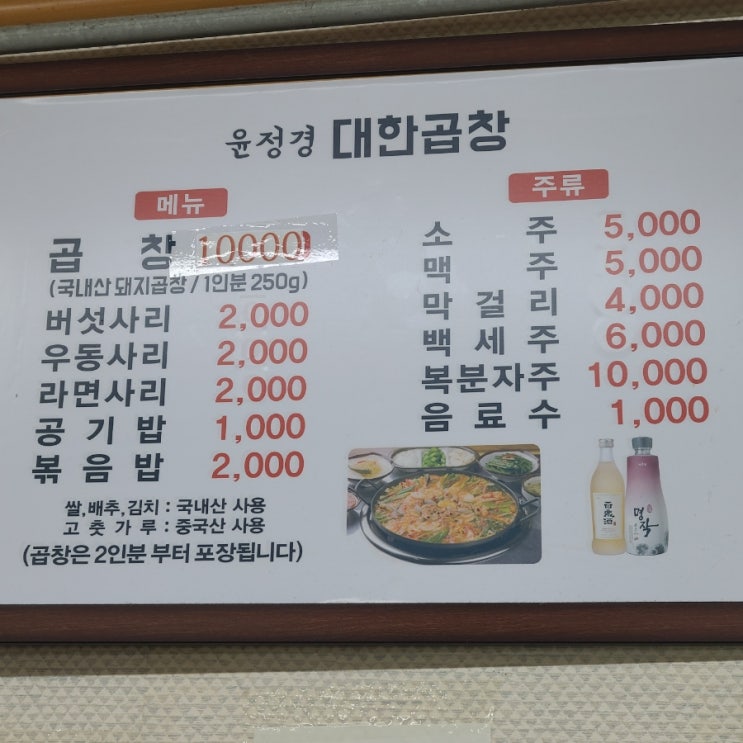 윤정경 대한곱창
메뉴
곱창 10000
(국내산 돼지곱창/1인분 250g)
버섯사리 2,000
우동사리 2,000
라면사리 2,000
공기밥 1,000
볶음밥 2,000
쌀,배추,김치 : 국내산 사용
고춧가루 : 중국산 사용
(곱창은 2인분 부터 포장됩니다)
주류
소주 5,000
맥주 5,000
막걸리 4,000
백세주 6,000
복분자주 10,000
음료수 1,000
명작